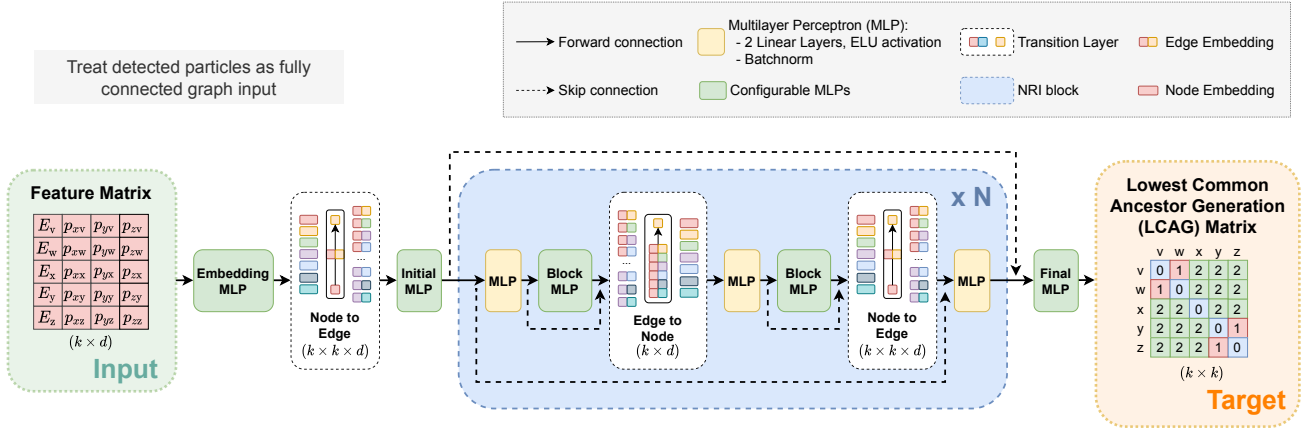 Treat detected particles as fully
connected graph input
Forward connection
Skip connection
Multilayer Perceptron (MLP):
- 2 Linear Layers, ELU activation
- Batchnorm
Configurable MLPs
Transition Layer
NRI block
Edge Embedding
Node Embedding
Feature Matrix
E_v p_xv p_yv p_zv
E_w p_xw p_yw p_zw
E_x p_xx p_yx p_zx
E_y p_xy p_yy p_zy
E_z p_xz p_yz p_zz
(k × d)
Input
Embedding
MLP
...
Node to
Edge
(k × k × d)
Initial
MLP
x N
MLP
Block
MLP
...
Edge to
Node
(k × d)
MLP
Block
MLP
...
Node to
Edge
(k × k × d)
MLP
Final
MLP
Lowest Common
Ancestor Generation
(LCAG) Matrix
v w x y z
v 0 1 2 2 2
w 1 0 2 2 2
x 2 2 0 2 2
y 2 2 2 0 1
z 2 2 2 1 0
(k × k)
Target